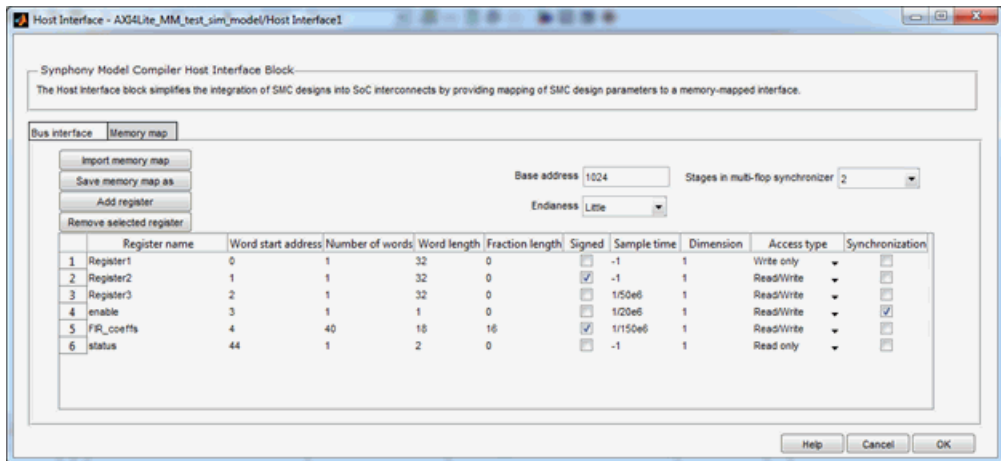 Host Interface - AXI4Lite_MM_test_sim_model/Host Interface1
Synphony Model Compiler Host Interface Block
The Host Interface block simplifies the integration of SMC designs into SoC interconnects by providing mapping of SMC design parameters to a memory-mapped interface.
Bus interface Memory map
Import memory map
Save memory map as
Add register
Remove selected register
Base address 1024 Stages in multi-flop synchronizer 2
Endianess Little
Register name Word start address Number of words Word length Fraction length Signed Sample time Dimension Access type Synchronization
1 Register1 0 1 32 0 -1 1 Write only
2 Register2 1 1 32 0 -1 1 Read/Write
3 Register3 2 1 32 0 1/50e6 1 Read/Write
4 enable 3 1 1 0 1/20e6 1 Read/Write
5 FIR_coeffs 4 40 18 16 1/150e6 1 Read/Write
6 status 44 1 2 0 -1 1 Read only
Help Cancel OK